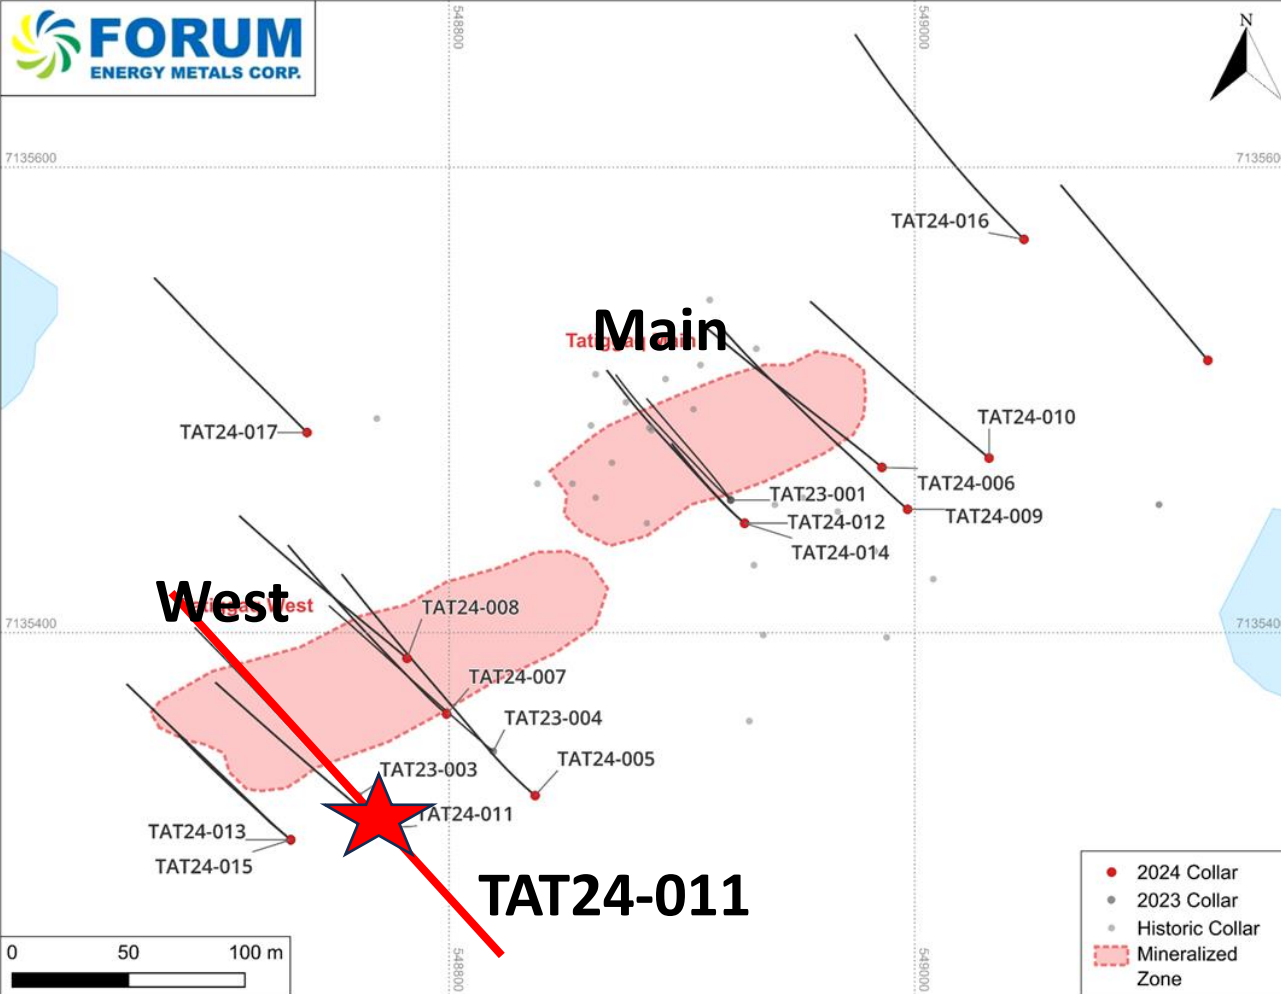 FORUM
ENERGY METALS CORP.
548800
549000
N
7135600
7135600
TAT24-016
Main
TAT24-017
TAT24-010
TAT24-006
TAT23-001
TAT24-009
TAT24-012
TAT24-014
West
West
TAT24-008
7135400
7135400
TAT24-007
TAT23-004
TAT24-005
TAT23-003
TAT24-011
TAT24-013
TAT24-015
TAT24-011
2024 Collar
2023 Collar
Historic Collar
Mineralized
Zone
0 50 100 m
548800
549000